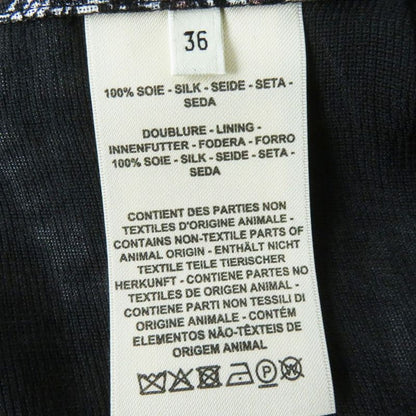 36
100% SOIE - SILK - SEIDE - SETA -
SEDA
DOUBLURE - LINING -
INNENFUTTER - FODERA - FORRO
100% SOIE - SILK - SEIDE - SETA -
SEDA
CONTIENT DES PARTIES NON
TEXTILES D'ORIGINE ANIMALE -
CONTAINS NON-TEXTILE PARTS OF
ANIMAL ORIGIN - ENTHÄLT NICHT
TEXTILE TEILE TIERISCHER
HERKUNFT - CONTIENE PARTES NO
TEXTILES DE ORIGEN ANIMAL -
CONTIENE PARTI NON TESSILI DI
ORIGINE ANIMALE - CONTÉM
ELEMENTOS NÃO-TÊXTEIS DE
ORIGEM ANIMAL
P W